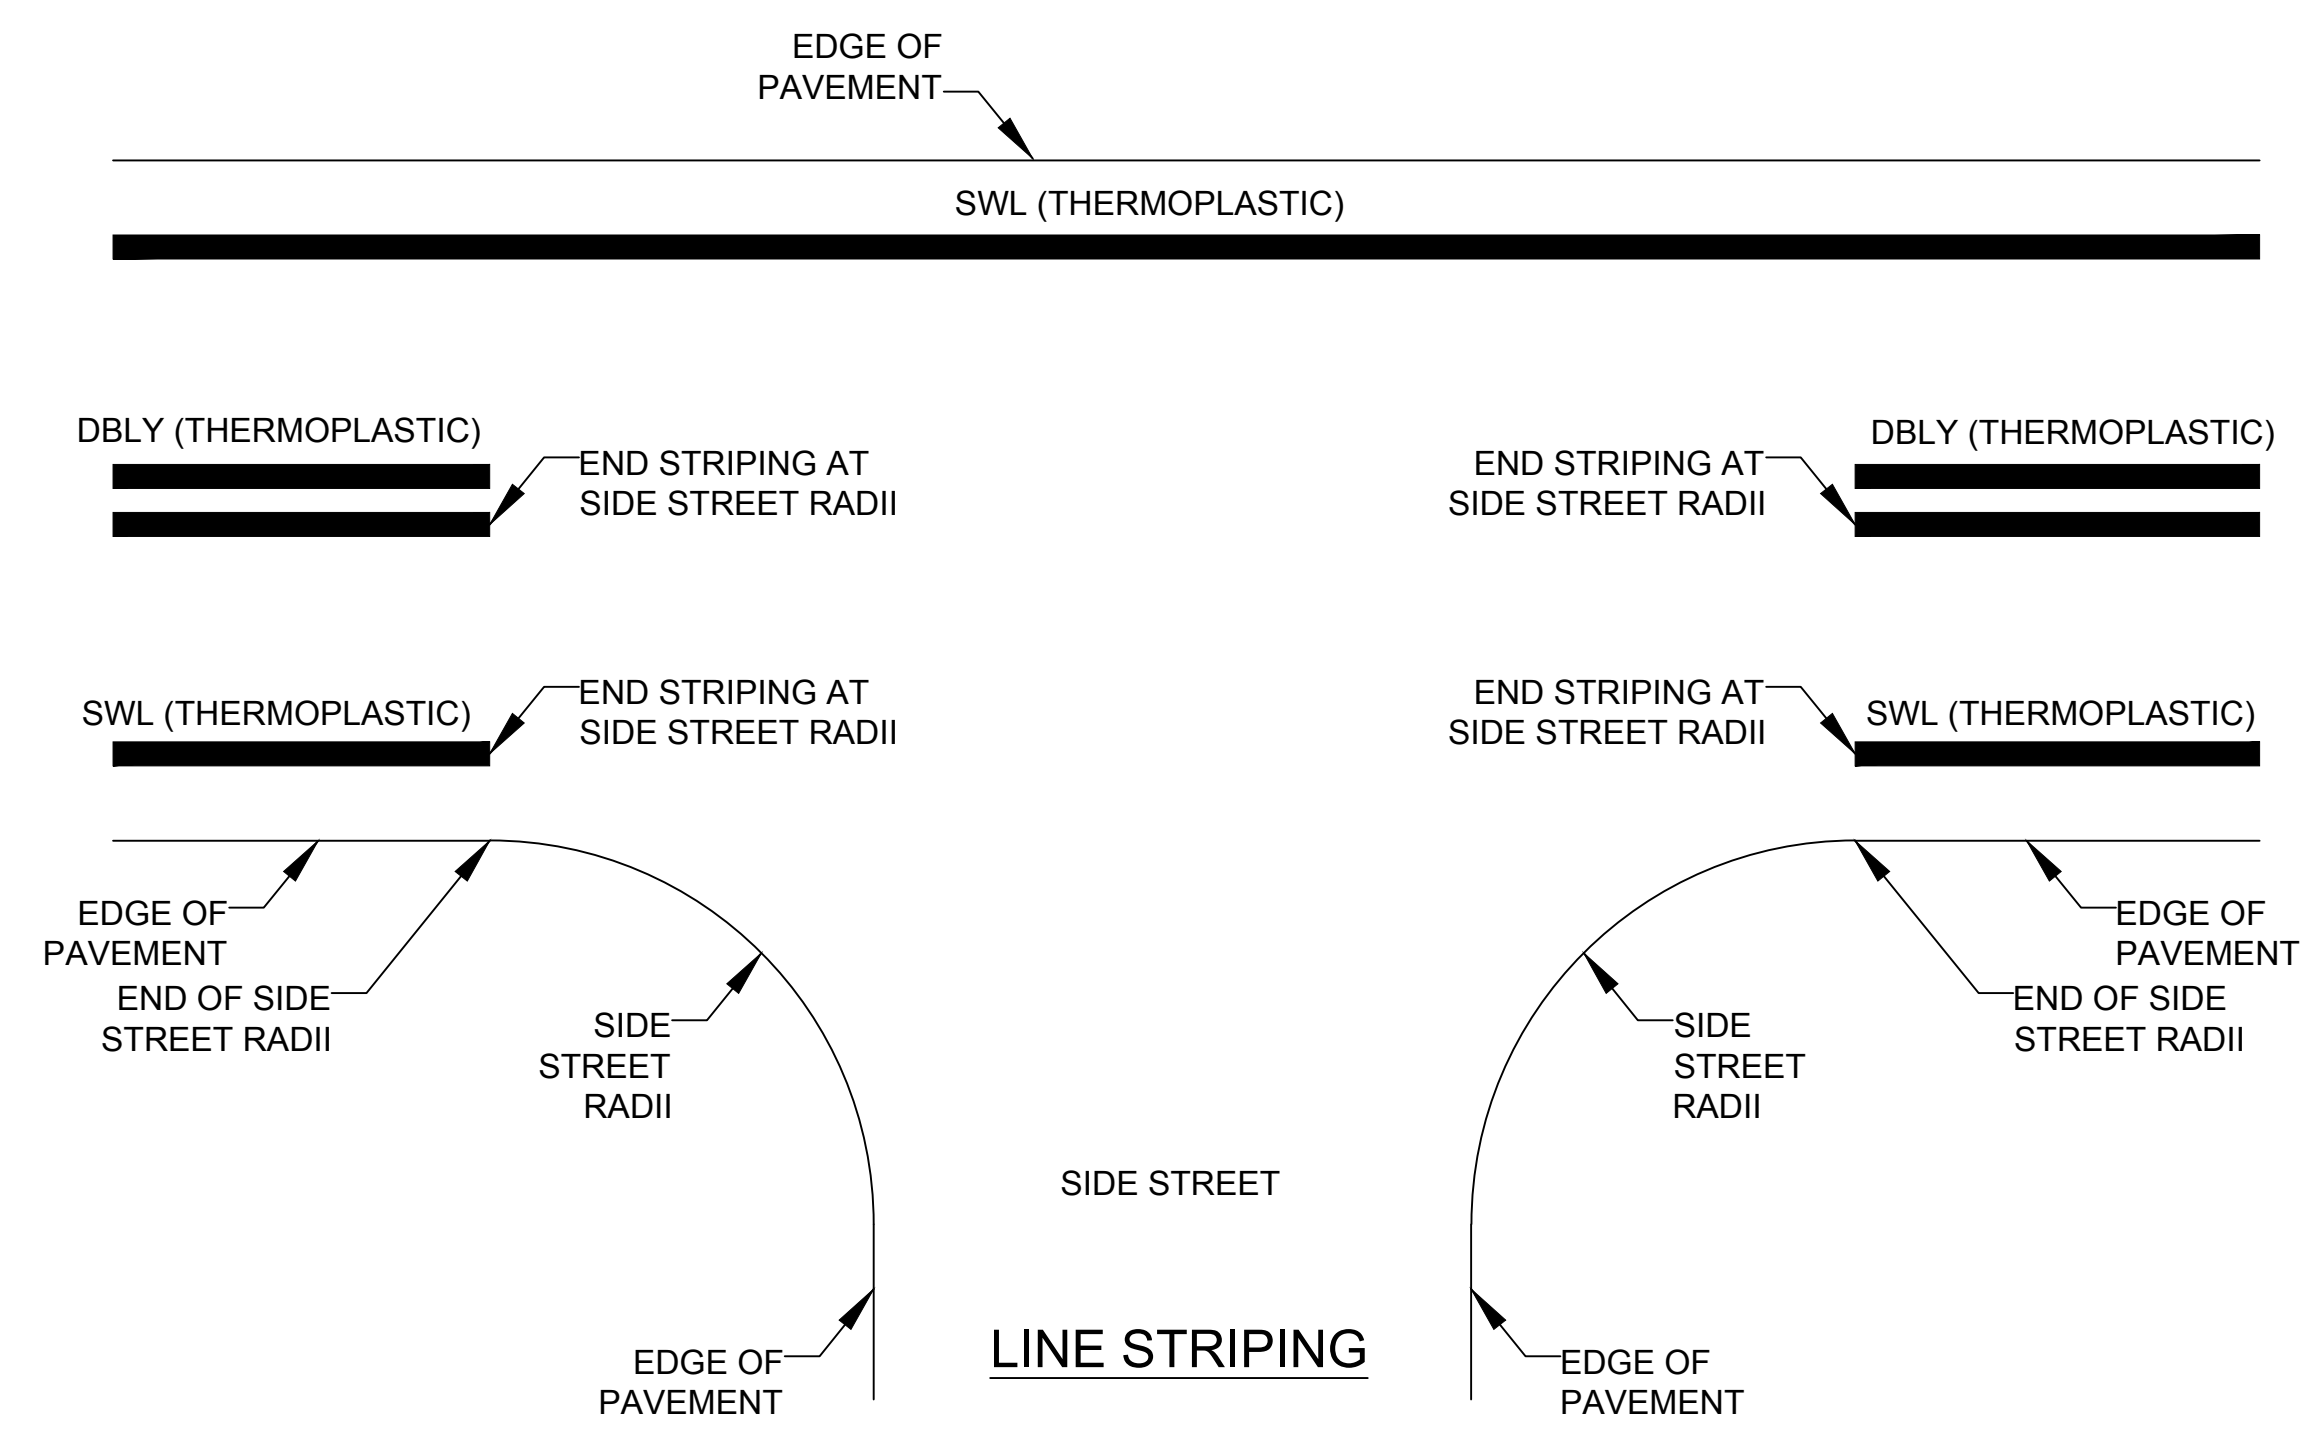 EDGE OF
PAVEMENT
SWL (THERMOPLASTIC)
DBLY (THERMOPLASTIC)
END STRIPING AT
SIDE STREET RADII
END STRIPING AT
SIDE STREET RADII
DBLY (THERMOPLASTIC)
SWL (THERMOPLASTIC)
END STRIPING AT
SIDE STREET RADII
END STRIPING AT
SIDE STREET RADII
SWL (THERMOPLASTIC)
EDGE OF
PAVEMENT
END OF SIDE
STREET RADII
SIDE
STREET
RADII
SIDE
STREET
RADII
EDGE OF
PAVEMENT
END OF SIDE
STREET RADII
SIDE STREET
EDGE OF
PAVEMENT
LINE STRIPING
EDGE OF
PAVEMENT